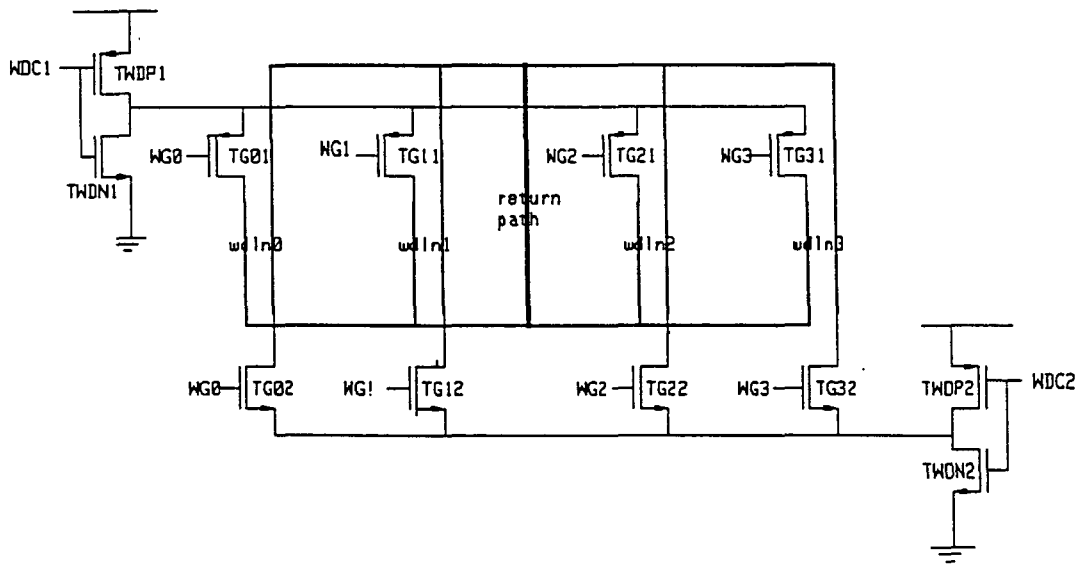 WDC1
TWDP1
TWDN1
WG0
TG01
WG1
TG11
WG2
TG21
WG3
TG31
return
path
wdln0
wdln1
wdln2
wdln3
WG0
TG02
WG!
TG12
WG2
TG22
WG3
TG32
TWDP2
WDC2
TWDN2